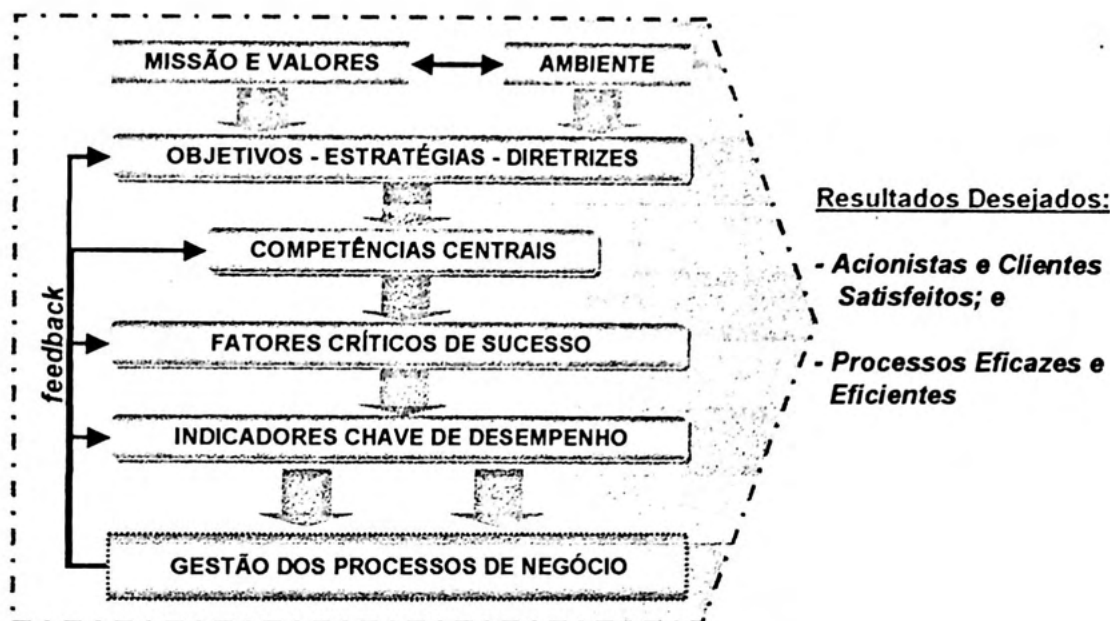 MISSÃO E VALORES
AMBIENTE
OBJETIVOS - ESTRATÉGIAS - DIRETRIZES
COMPETÊNCIAS CENTRAIS
FATORES CRÍTICOS DE SUCESSO
INDICADORES CHAVE DE DESEMPENHO
GESTÃO DOS PROCESSOS DE NEGÓCIO
feedback
Resultados Desejados:
- Acionistas e Clientes
Satisfeitos; e
- Processos Eficazes e
Eficientes